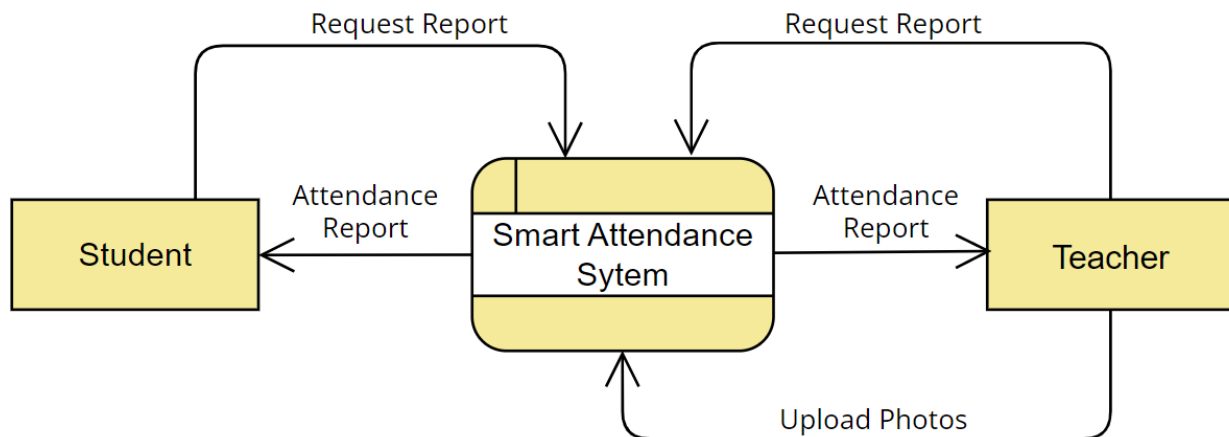 Request Report
Request Report
Attendance
Report
Attendance
Report
Student
Smart Attendance
Sytem
Teacher
Upload Photos